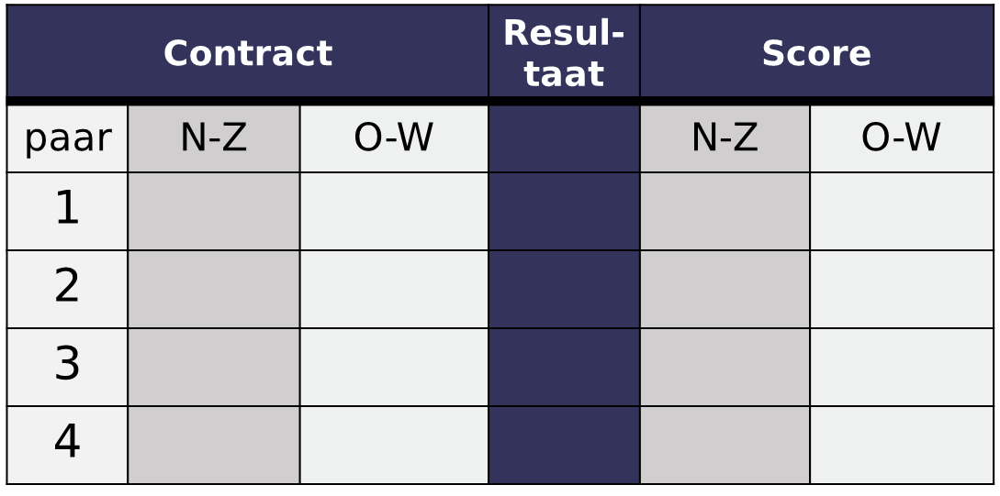 Contract
Resul-
taat
Score
paar N-Z O-W N-Z O-W
1
2
3
4